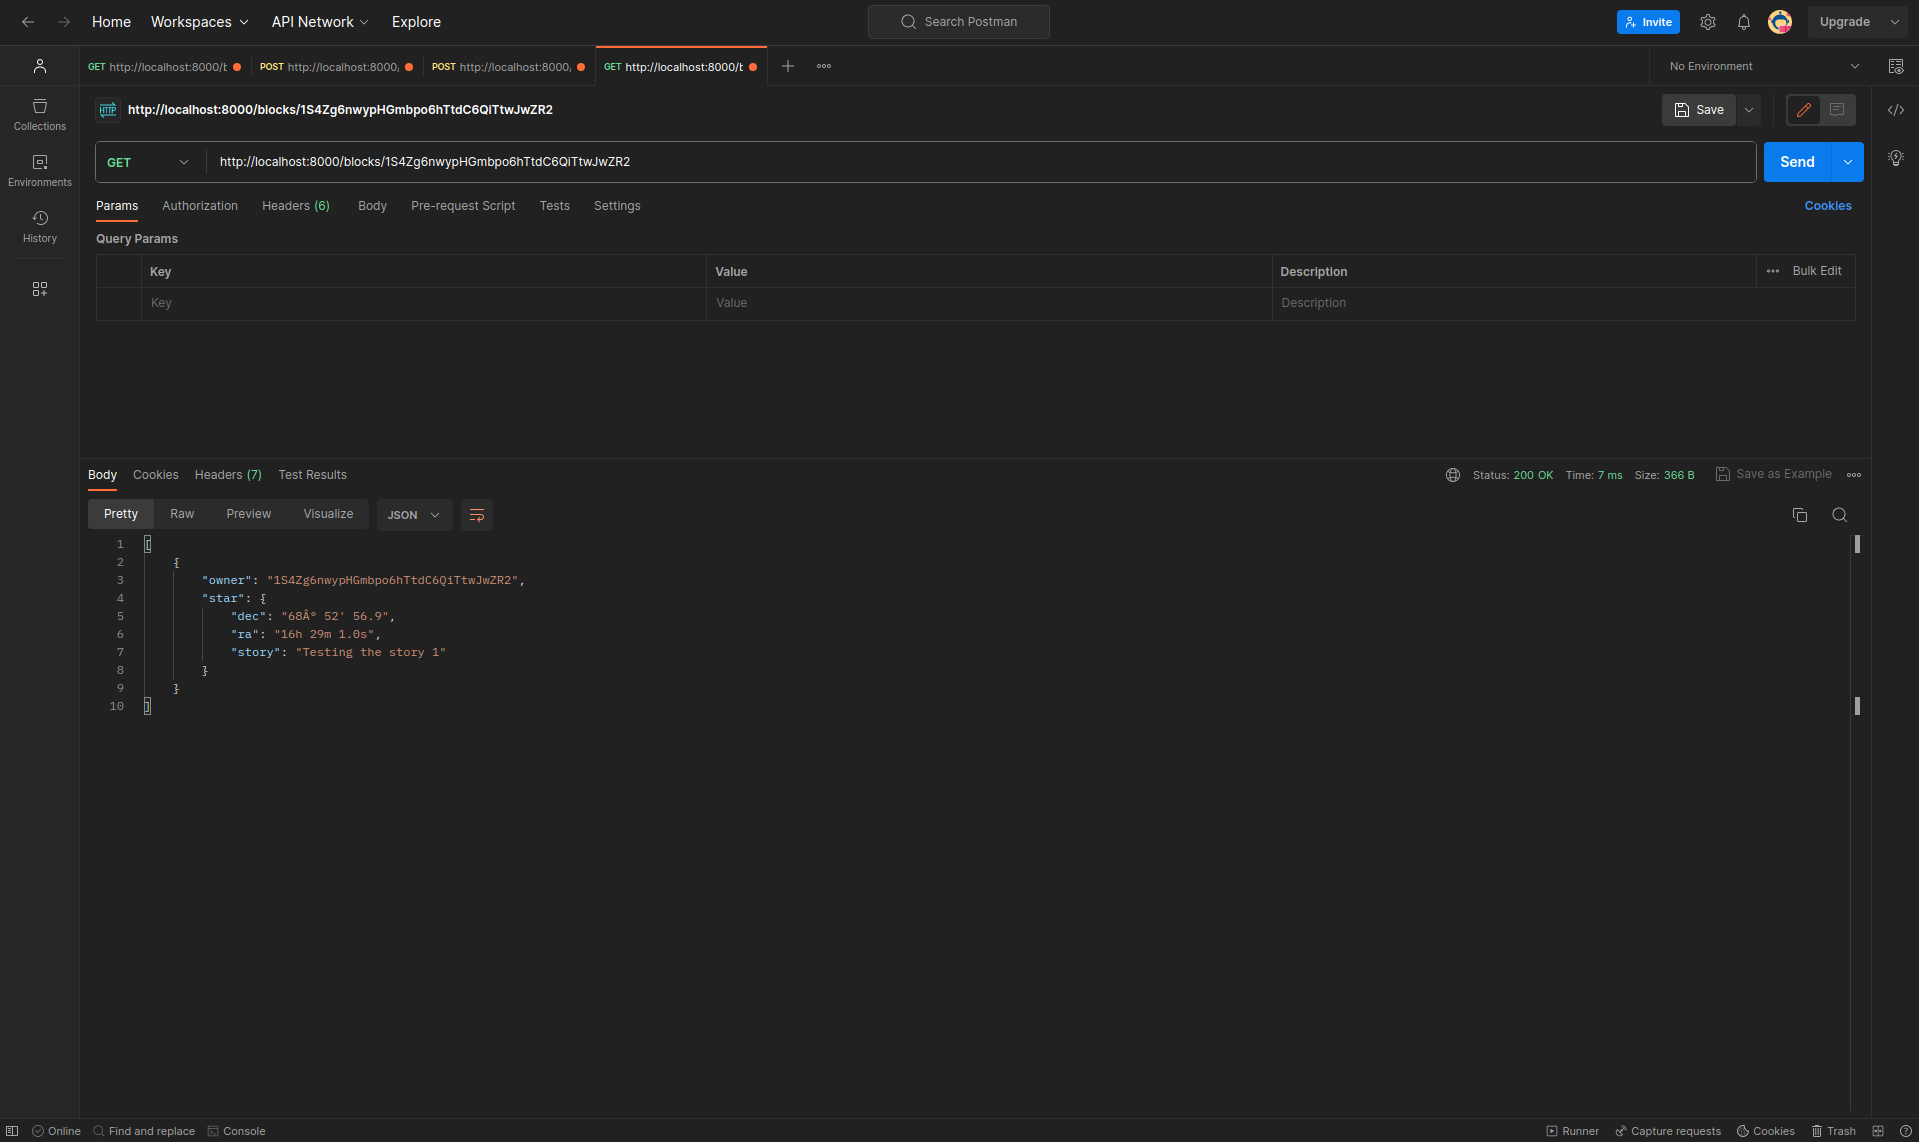 Home Workspaces API Network Explore Search Postman Invite Upgrade
GET http://localhost:8000/b POST http://localhost:8000/ POST http://localhost:8000/ GET http://localhost:8000/b No Environment
HTTP http://localhost:8000/blocks/1S4Zg6nwypHGmbpo6hTtdC6QiTtwJwZR2 Save
GET http://localhost:8000/blocks/1S4Zg6nwypHGmbpo6hTtdC6QiTtwJwZR2 Send
Collections
Environments
History
Params Authorization Headers (6) Body Pre-request Script Tests Settings Cookies
Query Params
Key Value Description Bulk Edit
Key Value Description
Body Cookies Headers (7) Test Results Status: 200 OK Time: 7 ms Size: 366 B Save as Example
Pretty Raw Preview Visualize JSON
1 [
2 {
3 "owner": "1S4Zg6nwypHGmbpo6hTtdC6QiTtwJwZR2",
4 "star": {
5 "dec": "68Â° 52' 56.9",
6 "ra": "16h 29m 1.0s",
7 "story": "Testing the story 1"
8 }
9 }
10 ]
Online Find and replace Console Runner Capture requests Cookies Trash